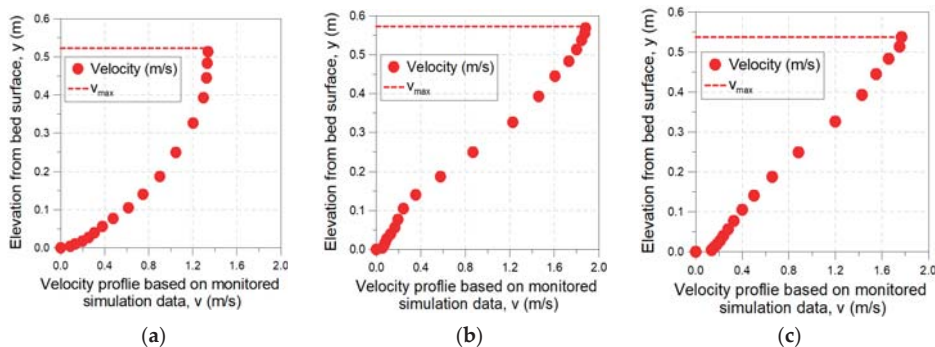 Elevation from bed surface, y (m)
0.6
0.5
0.4
0.3
0.2
0.1
0.0
Velocity (m/s)
vmax
0.0 0.4 0.8 1.2 1.6 2.0
Velocity proflie based on monitored
simulation data, v (m/s)
(a)
Elevation from bed surface, y (m)
0.6
0.5
0.4
0.3
0.2
0.1
0.0
Velocity (m/s)
vmax
0.0 0.4 0.8 1.2 1.6 2.0
Velocity proflie based on monitored
simulation data, v (m/s)
(b)
Elevation from bed surface, y (m)
0.6
0.5
0.4
0.3
0.2
0.1
0.0
Velocity (m/s)
vmax
0.0 0.4 0.8 1.2 1.6 2.0
Velocity proflie based on monitored
simulation data, v (m/s)
(c)